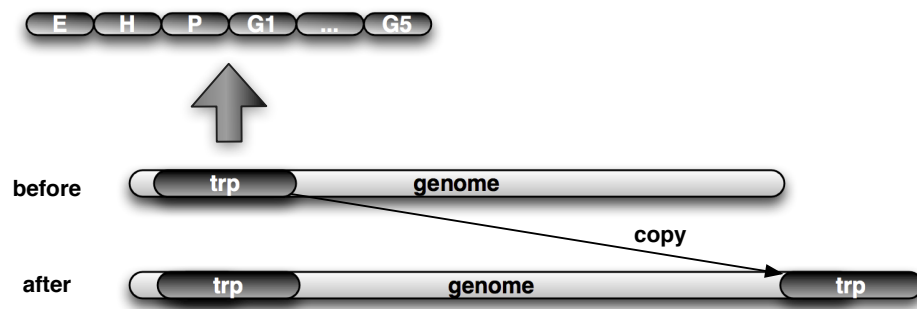 E H P G1 ... G5
before trp genome
copy
after trp genome trp